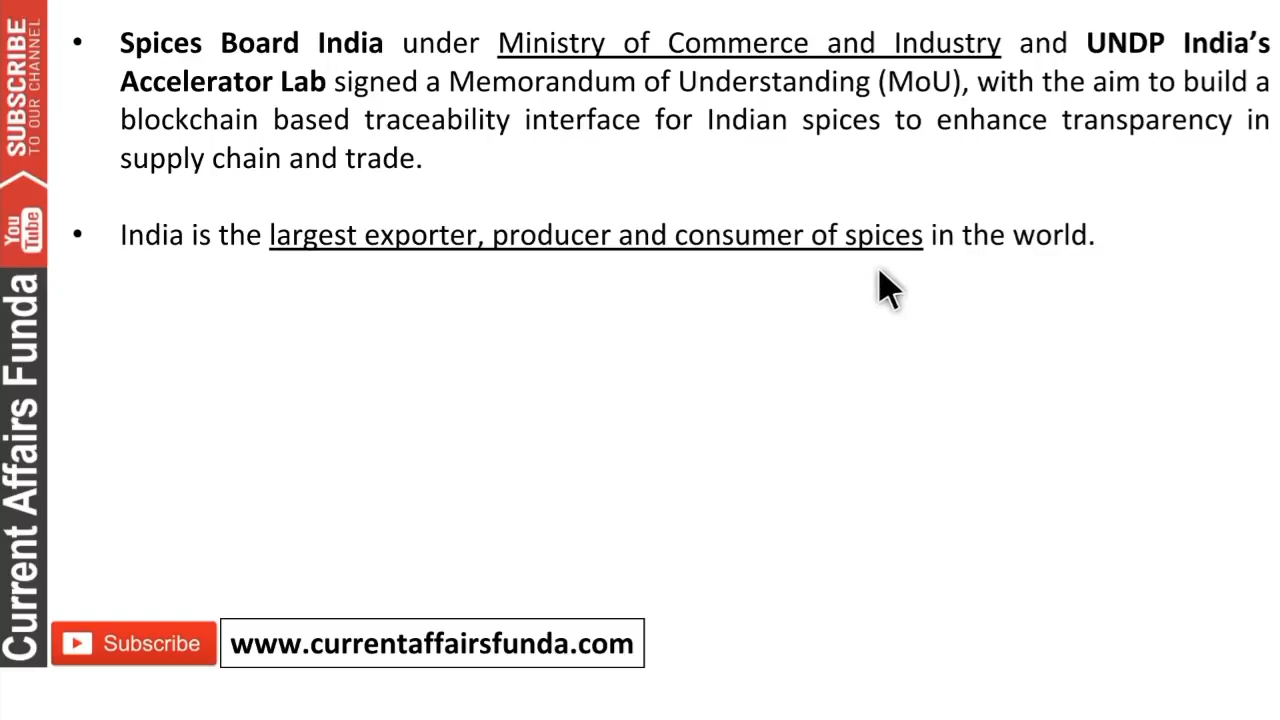 SUBSCRIBE
TO OUR CHANNEL
You
Tube
Current Affairs Funda
• Spices Board India under Ministry of Commerce and Industry and UNDP India’s
Accelerator Lab signed a Memorandum of Understanding (MoU), with the aim to build a
blockchain based traceability interface for Indian spices to enhance transparency in
supply chain and trade.
• India is the largest exporter, producer and consumer of spices in the world.
Subscribe
www.currentaffairsfunda.com